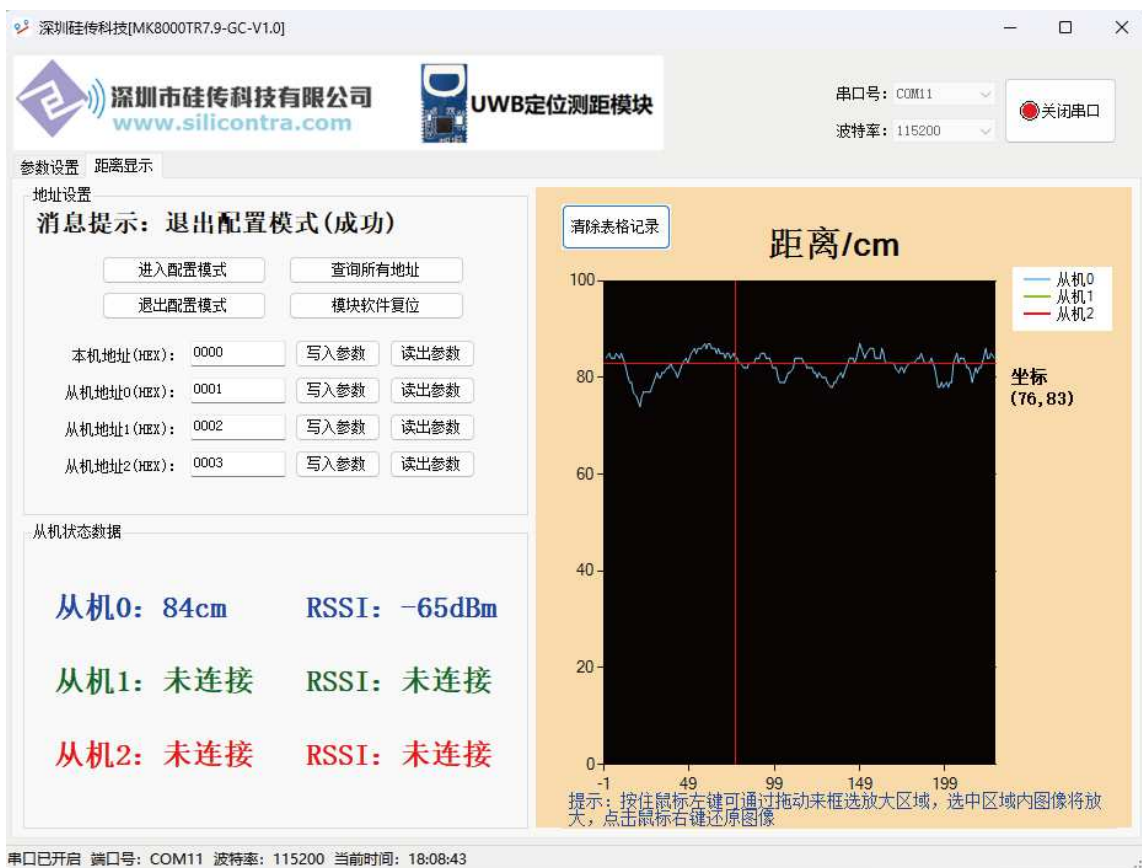 深圳硅传科技[MK8000TR7.9-GC-V1.0]
深圳市硅传科技有限公司
www.silicontra.com
UWB定位测距模块
串口号: COM11
波特率: 115200
关闭串口
参数设置 距离显示
地址设置
消息提示: 退出配置模式(成功)
进入配置模式 查询所有地址
退出配置模式 模块软件复位
本机地址(HEX): 0000 写入参数 读出参数
从机地址0(HEX): 0001 写入参数 读出参数
从机地址1(HEX): 0002 写入参数 读出参数
从机地址2(HEX): 0003 写入参数 读出参数
从机状态数据
从机0: 84cm RSSI: -65dBm
从机1: 未连接 RSSI: 未连接
从机2: 未连接 RSSI: 未连接
清除表格记录
距离/cm
100
80
60
40
20
0
-1 49 99 149 199
从机0
从机1
从机2
坐标
(76,83)
提示: 按住鼠标左键可通过拖动来框选放大区域, 选中区域内图像将放
大, 点击鼠标右键还原图像
串口已开启 端口号: COM11 波特率: 115200 当前时间: 18:08:43